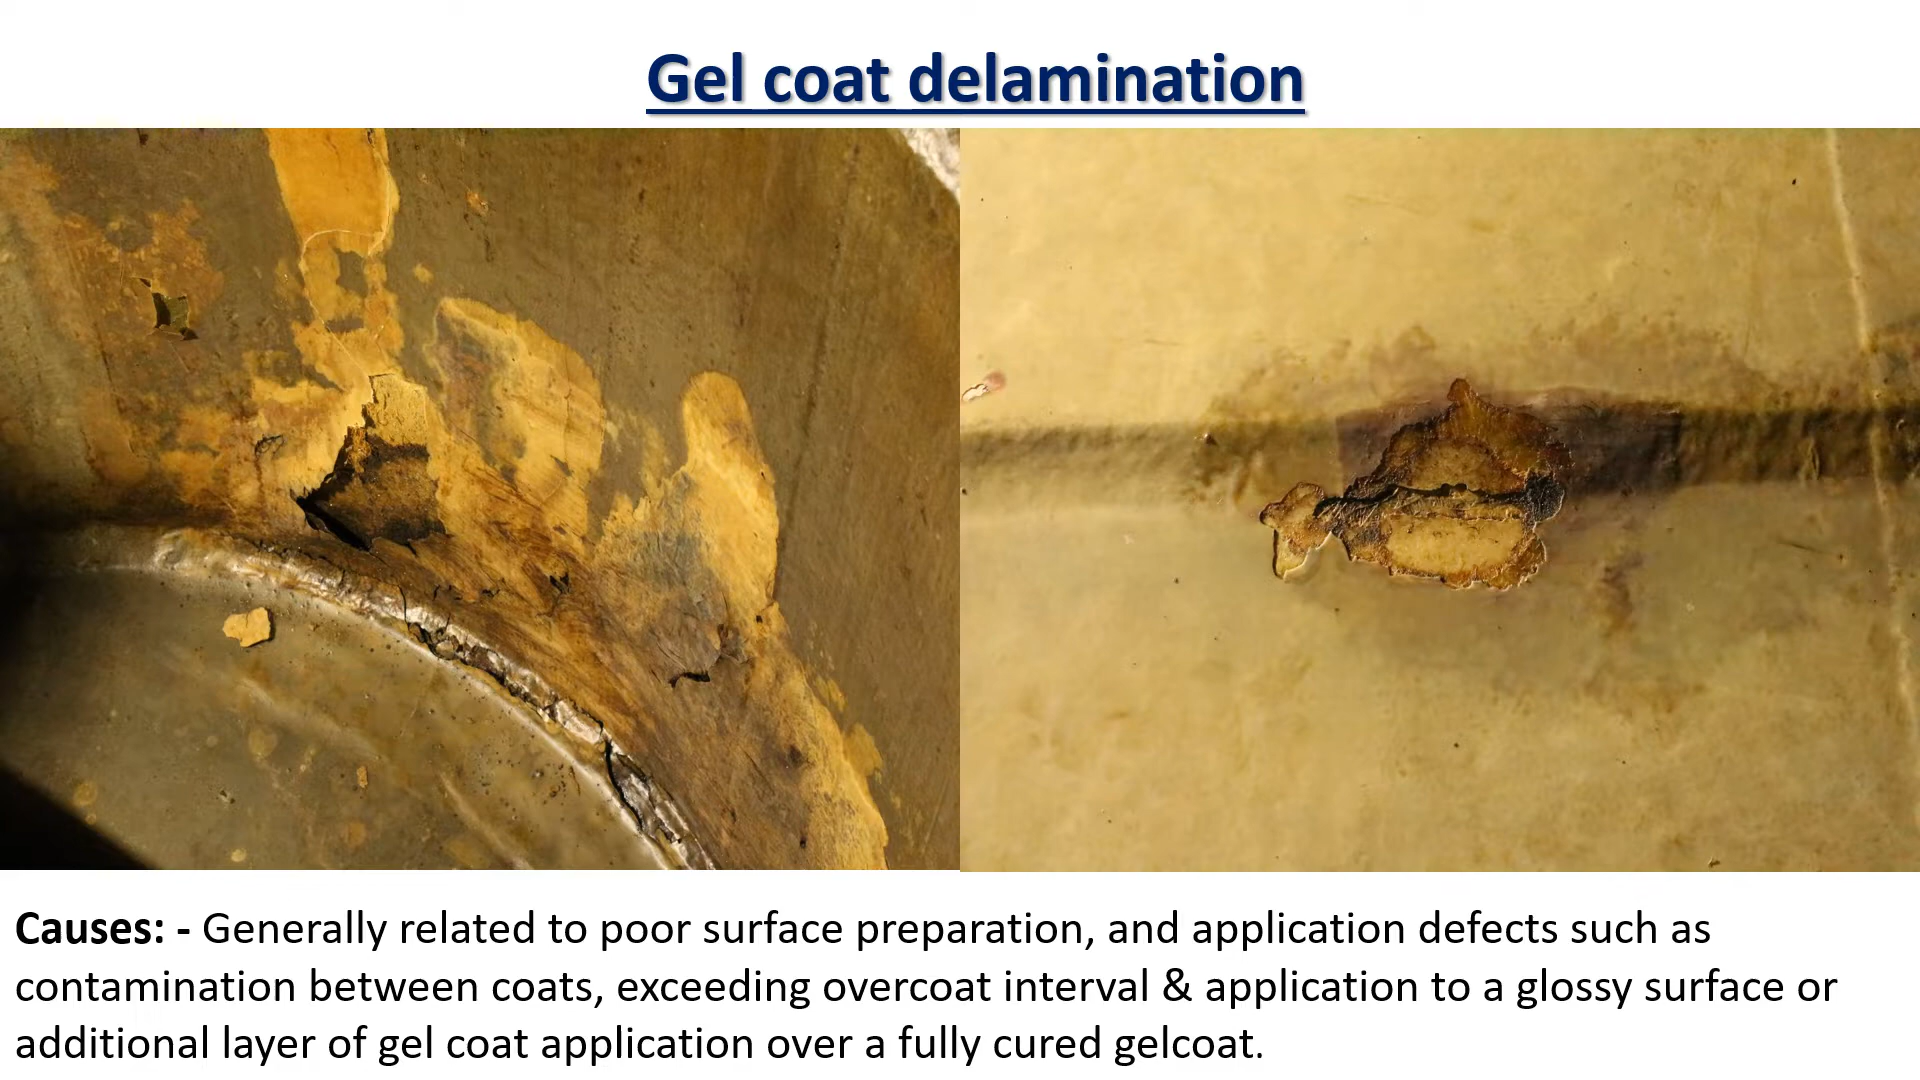 Gel coat delamination
Causes: - Generally related to poor surface preparation, and application defects such as
contamination between coats, exceeding overcoat interval & application to a glossy surface or
additional layer of gel coat application over a fully cured gelcoat.